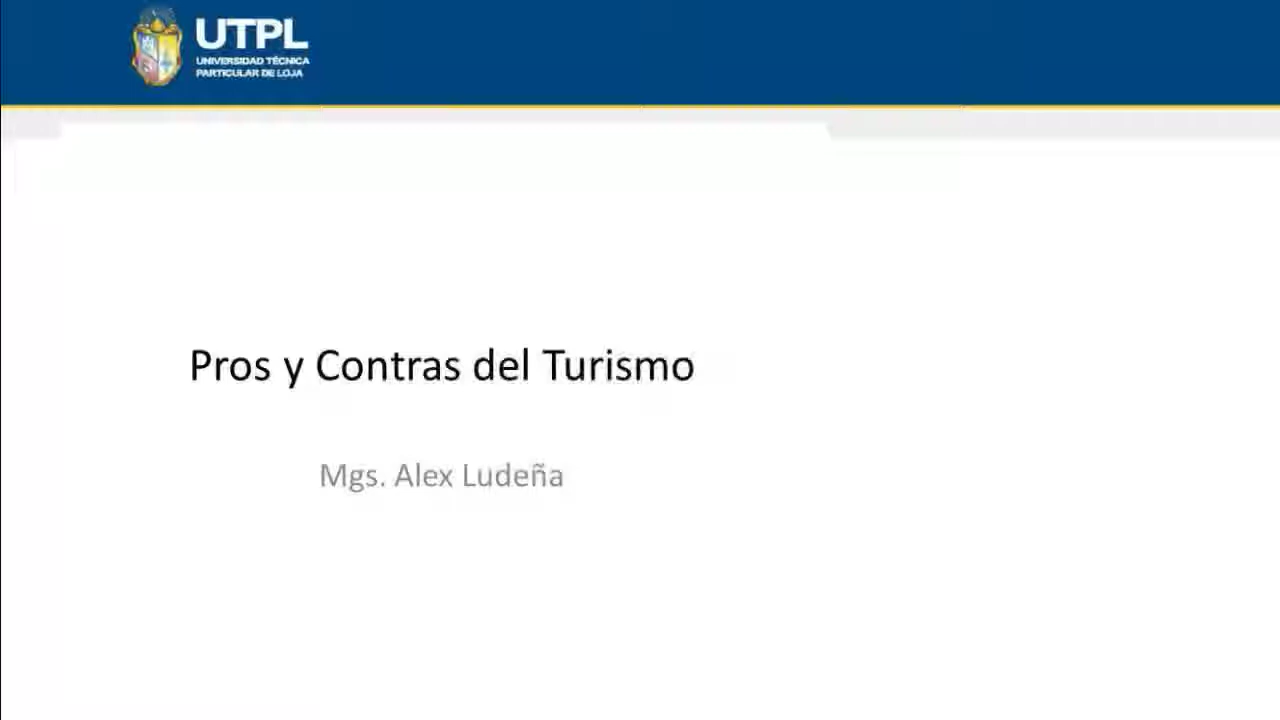 UTPL
UNIVERSIDAD TÉCNICA
PARTICULAR DE LOJA
Pros y Contras del Turismo
Mgs. Alex Ludeña